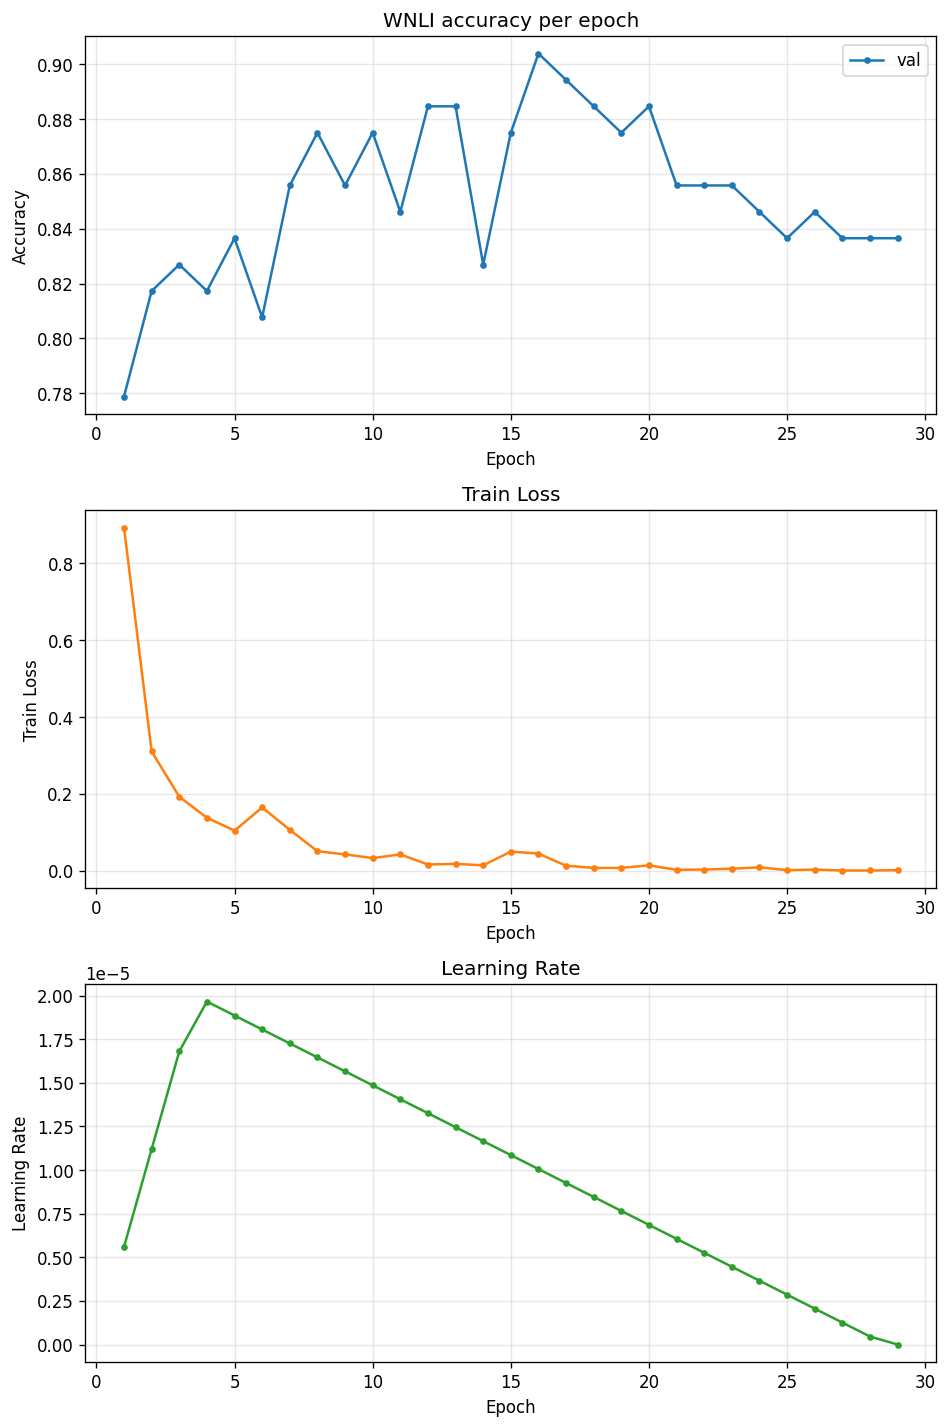 WNLI accuracy per epoch
val
0.90
0.88
0.86
0.84
0.82
0.80
0.78
Accuracy
0 5 10 15 20 25 30
Epoch
Train Loss
0.8
0.6
0.4
0.2
0.0
Train Loss
0 5 10 15 20 25 30
Epoch
Learning Rate
1e−5
2.00
1.75
1.50
1.25
1.00
0.75
0.50
0.25
0.00
Learning Rate
0 5 10 15 20 25 30
Epoch